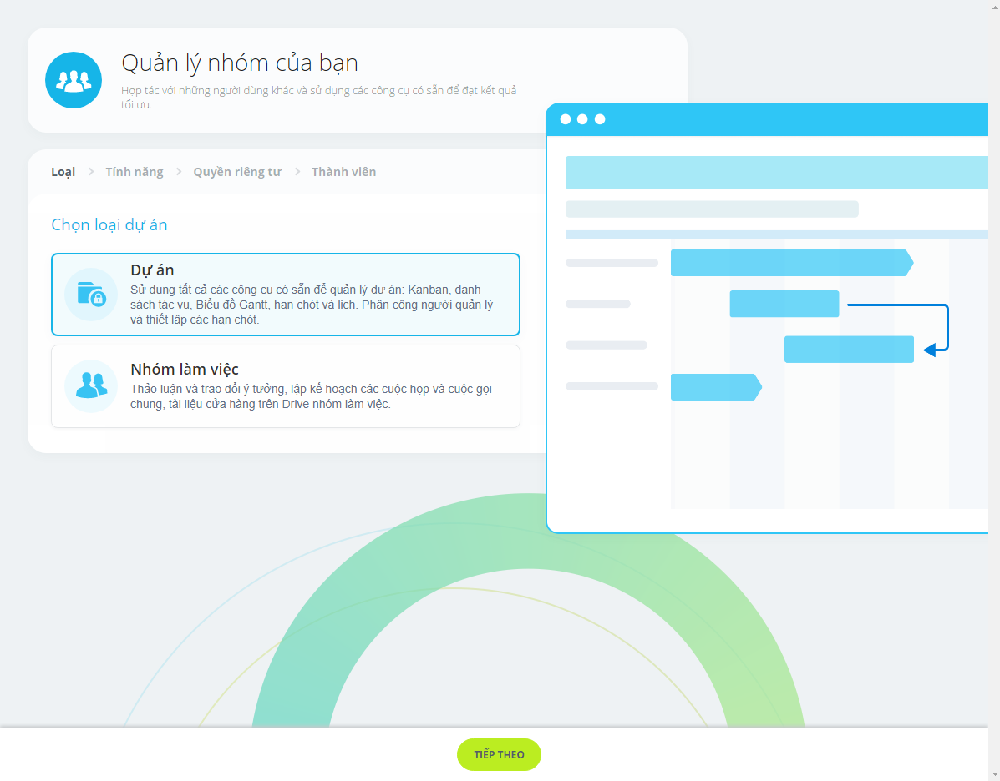 Quản lý nhóm của bạn
Hợp tác với những người dùng khác và sử dụng các công cụ có sẵn để đạt kết quả
tối ưu.
Loại
Tính năng
Quyền riêng tư
Thành viên
Chọn loại dự án
Dự án
Sử dụng tất cả các công cụ có sẵn để quản lý dự án: Kanban, danh
sách tác vụ, Biểu đồ Gantt, hạn chót và lịch. Phân công người quản lý
và thiết lập các hạn chót.
Nhóm làm việc
Thảo luận và trao đổi ý tưởng, lập kế hoạch các cuộc họp và cuộc gọi
chung, tài liệu cửa hàng trên Drive nhóm làm việc.
TIẾP THEO